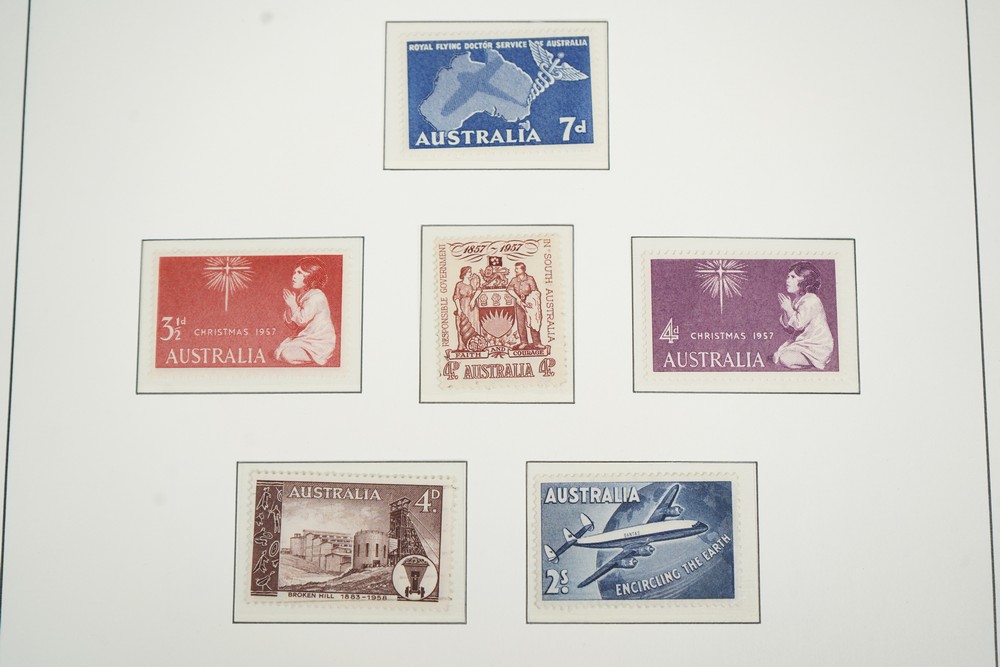 ROYAL FLYING DOCTOR SERVICE OF AUSTRALIA
AUSTRALIA 7d
3½d
CHRISTMAS 1957
AUSTRALIA
1857 ~ 1957
RESPONSIBLE GOVERNMENT
IN SOUTH AUSTRALIA
FAITH AND COURAGE
4D. AUSTRALIA 4D.
4d
CHRISTMAS 1957
AUSTRALIA
AUSTRALIA 4D.
BROKEN HILL 1883-1958
AUSTRALIA
QANTAS
2s.
ENCIRCLING THE EARTH